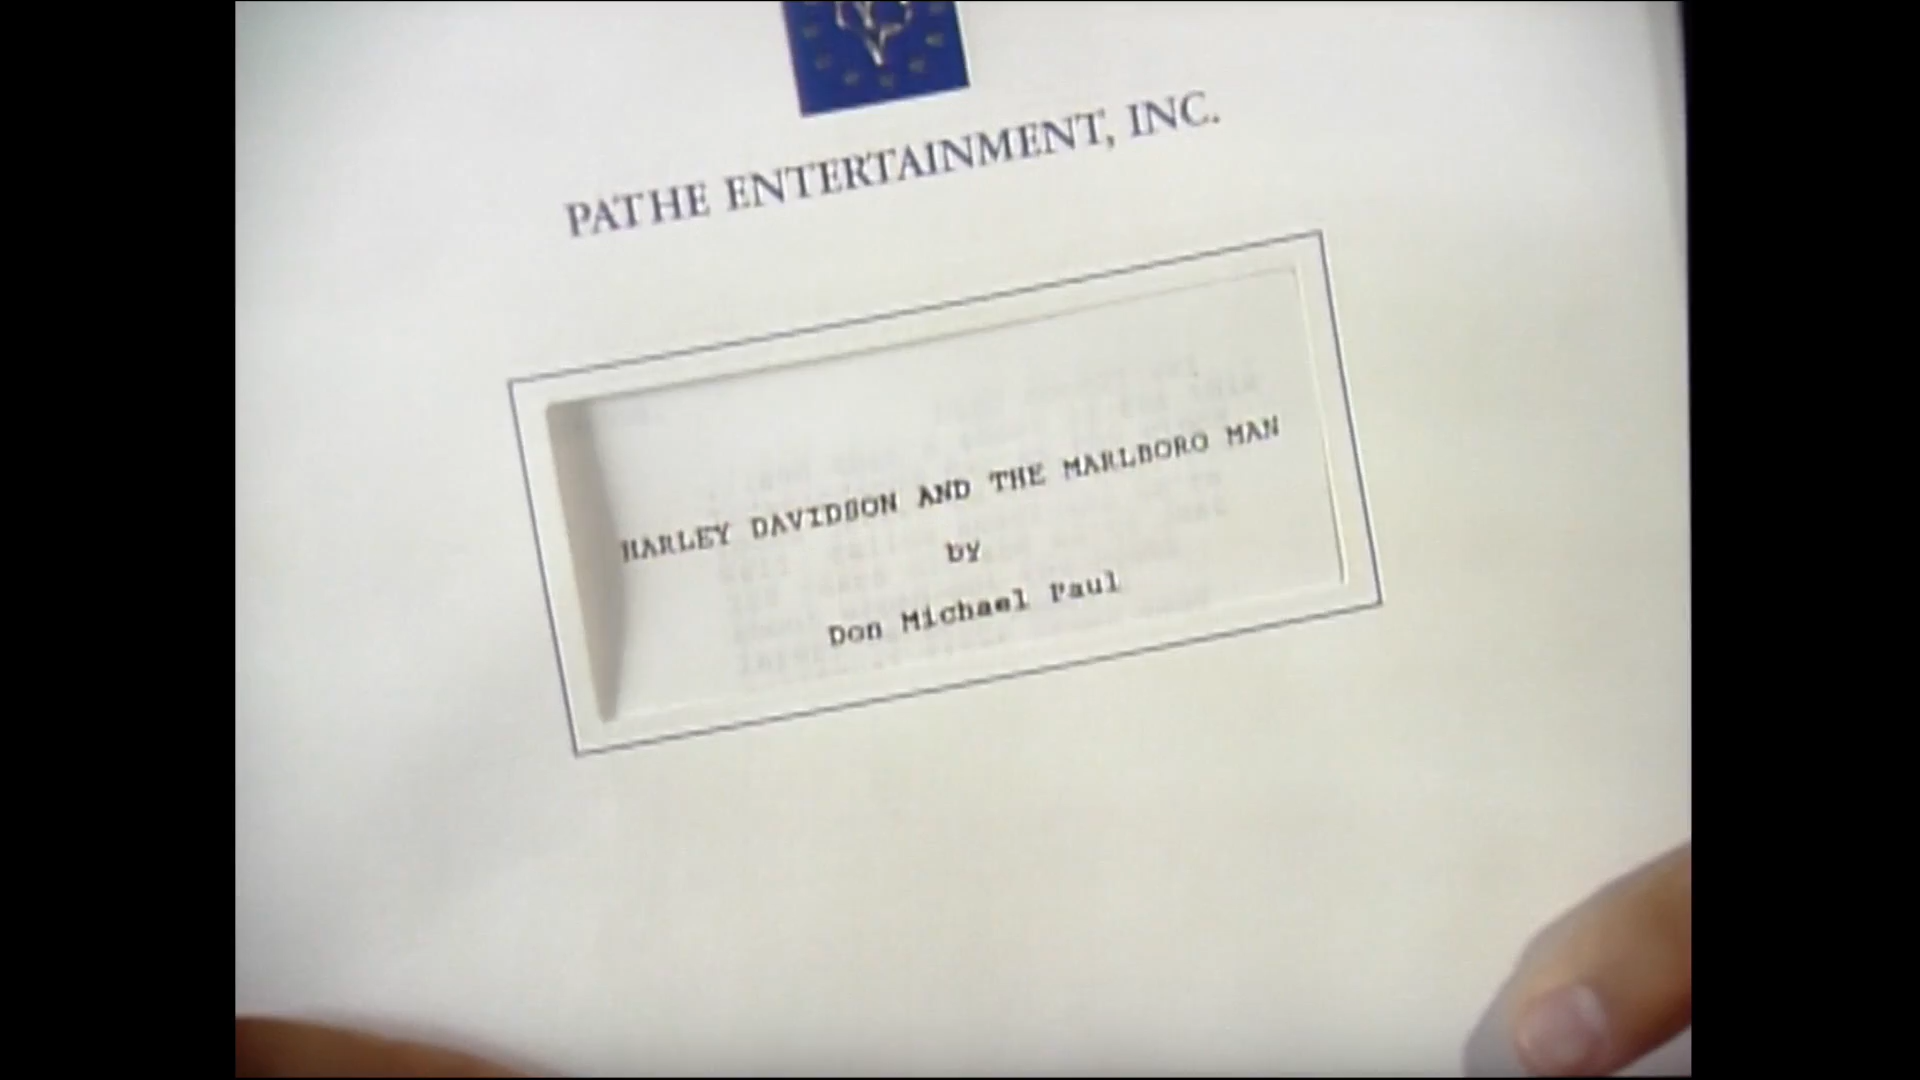 PATHE ENTERTAINMENT, INC.
HARLEY DAVIDSON AND THE MARLBORO MAN
by
Don Michael Paul